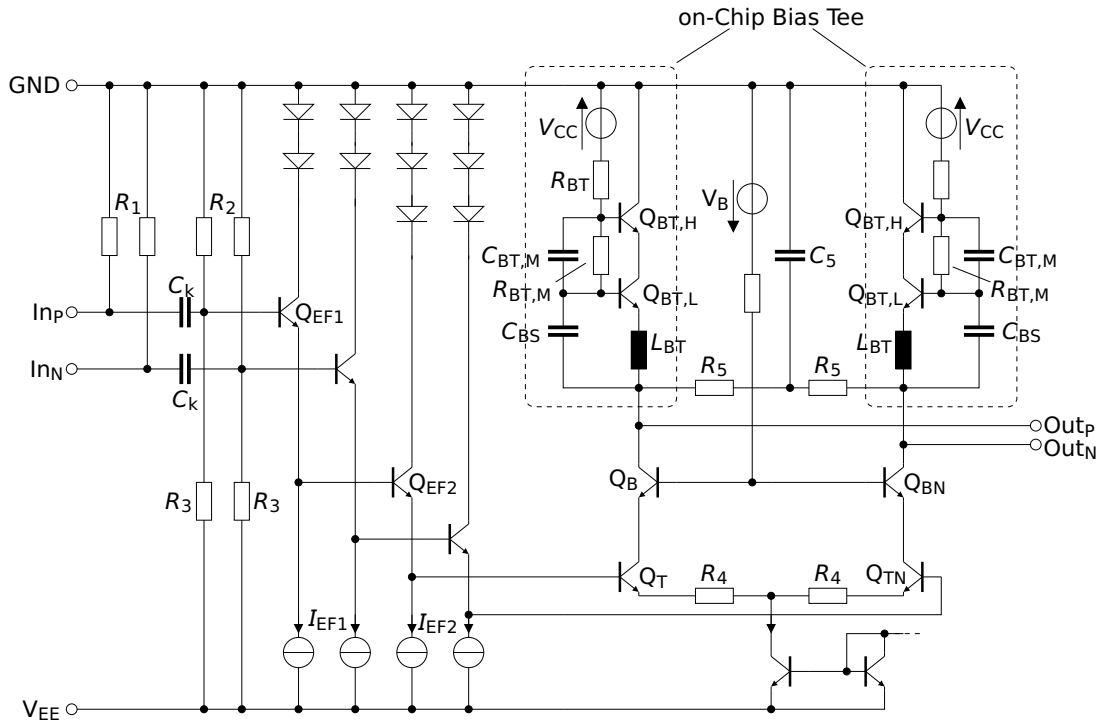 on-Chip Bias Tee
GND
V_CC
V_CC
R_BT
R_1
R_2
V_B
Q_BT,H
Q_BT,H
C_BT,M
C_5
C_BT,M
R_BT,M
R_BT,M
C_k
Q_BT,L
Q_BT,L
In_P
Q_EF1
C_BS
L_BT
L_BT
C_BS
In_N
R_5
R_5
C_k
Out_P
Out_N
Q_EF2
Q_B
Q_BN
R_3
R_3
Q_T
R_4
R_4
Q_TN
I_EF1
I_EF2
V_EE